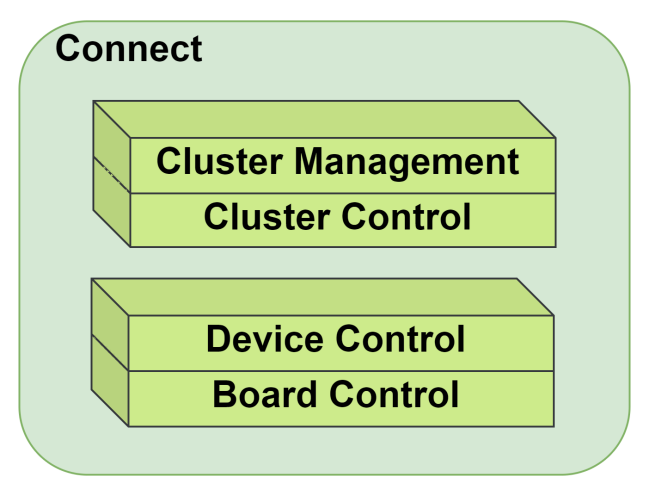 Connect
Cluster Management
Cluster Control
Device Control
Board Control